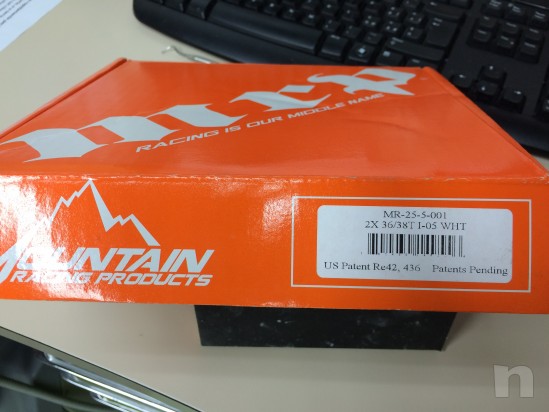 mrp
RACING IS OUR MIDDLE NAME
MOUNTAIN
RACING PRODUCTS
MR-25-5-001
2X 36/38T I-05 WHT
US Patent Re42, 436 Patents Pending
n